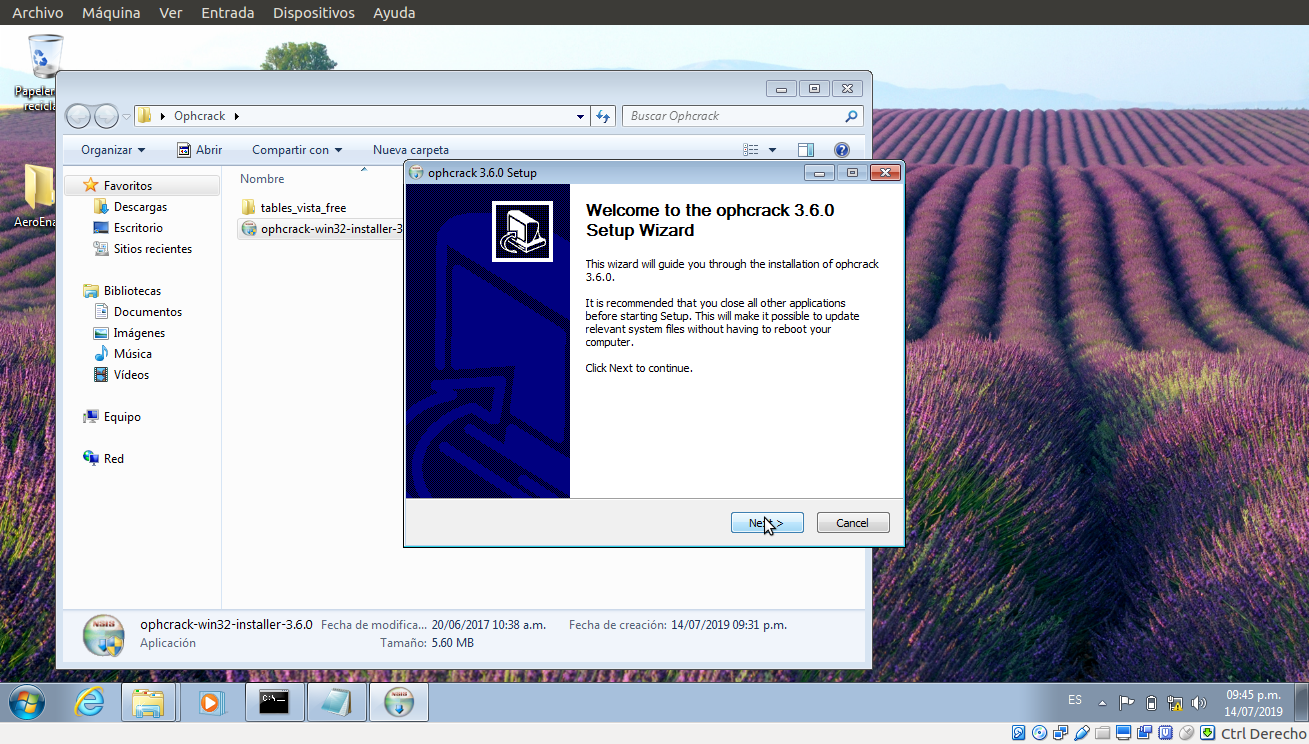 Archivo Máquina Ver Entrada Dispositivos Ayuda
Ophcrack
Buscar Ophcrack
Organizar Abrir Compartir con Nueva carpeta
Favoritos
Descargas
Escritorio
Sitios recientes
Bibliotecas
Documentos
Imágenes
Música
Vídeos
Equipo
Red
Nombre
tables_vista_free
ophcrack-win32-installer-3
ophcrack 3.6.0 Setup
Welcome to the ophcrack 3.6.0
Setup Wizard
This wizard will guide you through the installation of ophcrack
3.6.0.
It is recommended that you close all other applications
before starting Setup. This will make it possible to update
relevant system files without having to reboot your
computer.
Click Next to continue.
Next >
Cancel
ophcrack-win32-installer-3.6.0 Fecha de modifica... 20/06/2017 10:38 a.m. Fecha de creación: 14/07/2019 09:31 p.m.
Aplicación Tamaño: 5.60 MB
ES
09:45 p.m.
14/07/2019
Ctrl Derecho